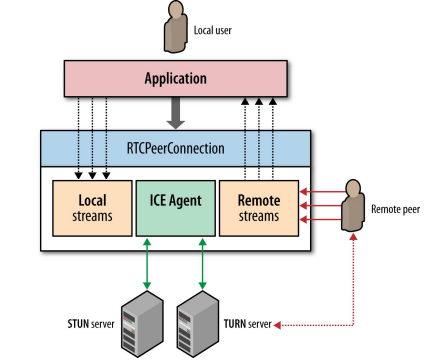 Local user
Application
RTCPeerConnection
Local
streams
ICE Agent
Remote
streams
Remote peer
STUN server
TURN server